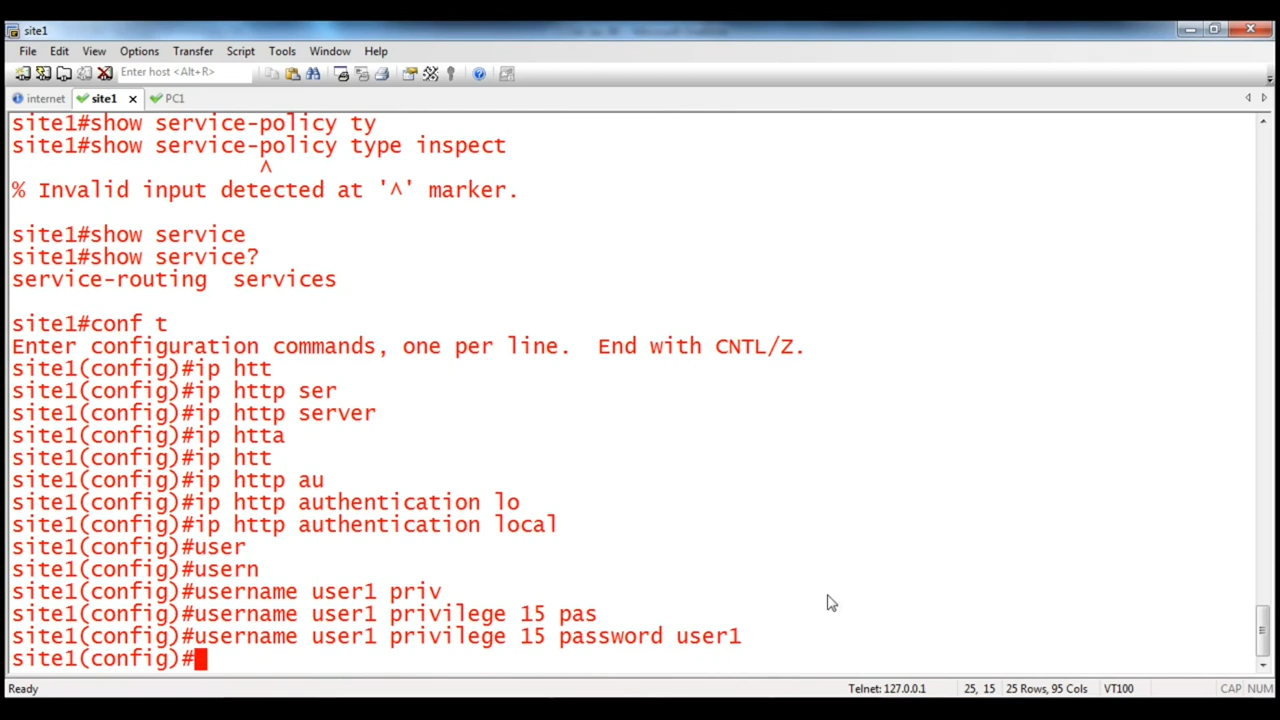 site1
File Edit View Options Transfer Script Tools Window Help
Enter host <Alt+R>
internet site1 × PC1
site1#show service-policy ty
site1#show service-policy type inspect
^
% Invalid input detected at '^' marker.
site1#show service
site1#show service?
service-routing services
site1#conf t
Enter configuration commands, one per line. End with CNTL/Z.
site1(config)#ip htt
site1(config)#ip http ser
site1(config)#ip http server
site1(config)#ip htta
site1(config)#ip htt
site1(config)#ip http au
site1(config)#ip http authentication lo
site1(config)#ip http authentication local
site1(config)#user
site1(config)#usern
site1(config)#username user1 priv
site1(config)#username user1 privilege 15 pas
site1(config)#username user1 privilege 15 password user1
site1(config)#
Ready Telnet: 127.0.0.1 25, 15 25 Rows, 95 Cols VT100 CAP NUM